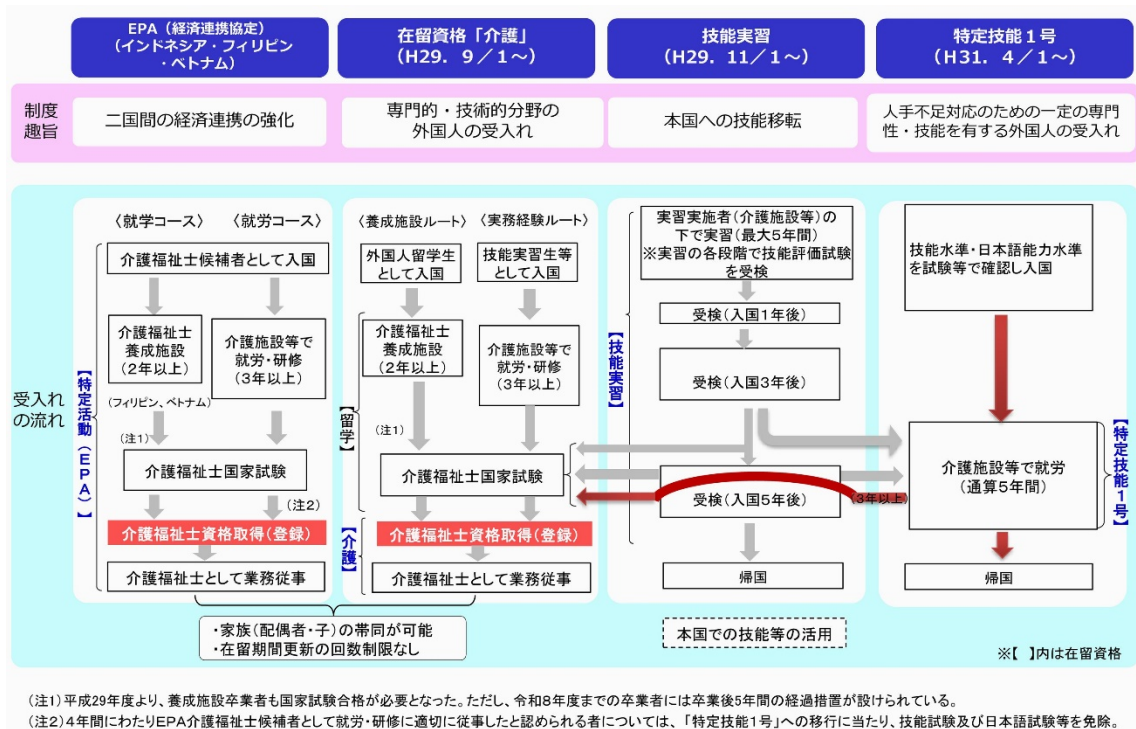 EPA（経済連携協定）
（インドネシア・フィリピン
・ベトナム）
在留資格「介護」
（H29．9／1～）
技能実習
（H29．11／1～）
特定技能１号
（H31．4／1～）
制度
趣旨
二国間の経済連携の強化
専門的・技術的分野の
外国人の受入れ
本国への技能移転
人手不足対応のための一定の専門
性・技能を有する外国人の受入れ
受入れ
の流れ
【特定活動（EPA）】
〈就学コース〉
〈就労コース〉
介護福祉士候補者として入国
介護福祉士
養成施設
（2年以上）
介護施設等で
就労・研修
（3年以上）
（フィリピン、ベトナム）
（注1）
介護福祉士国家試験
（注2）
介護福祉士資格取得（登録）
介護福祉士として業務従事
〈養成施設ルート〉
〈実務経験ルート〉
外国人留学生
として入国
技能実習生等
として入国
【留学】
介護福祉士
養成施設
（2年以上）
介護施設等で
就労・研修
（3年以上）
（注1）
介護福祉士国家試験
【介護】
介護福祉士資格取得（登録）
介護福祉士として業務従事
・家族（配偶者・子）の帯同が可能
・在留期間更新の回数制限なし
【技能実習】
実習実施者（介護施設等）の
下で実習（最大5年間）
※実習の各段階で技能評価試験
を受検
受検（入国1年後）
受検（入国3年後）
受検（入国5年後）
（3年以上）
帰国
本国での技能等の活用
技能水準・日本語能力水準
を試験等で確認し入国
介護施設等で就労
（通算5年間）
【特定技能1号】
帰国
※【　】内は在留資格
（注1）平成29年度より、養成施設卒業者も国家試験合格が必要となった。ただし、令和8年度までの卒業者には卒業後5年間の経過措置が設けられている。
（注2）4年間にわたりEPA介護福祉士候補者として就労・研修に適切に従事したと認められる者については、「特定技能1号」への移行に当たり、技能試験及び日本語試験等を免除。